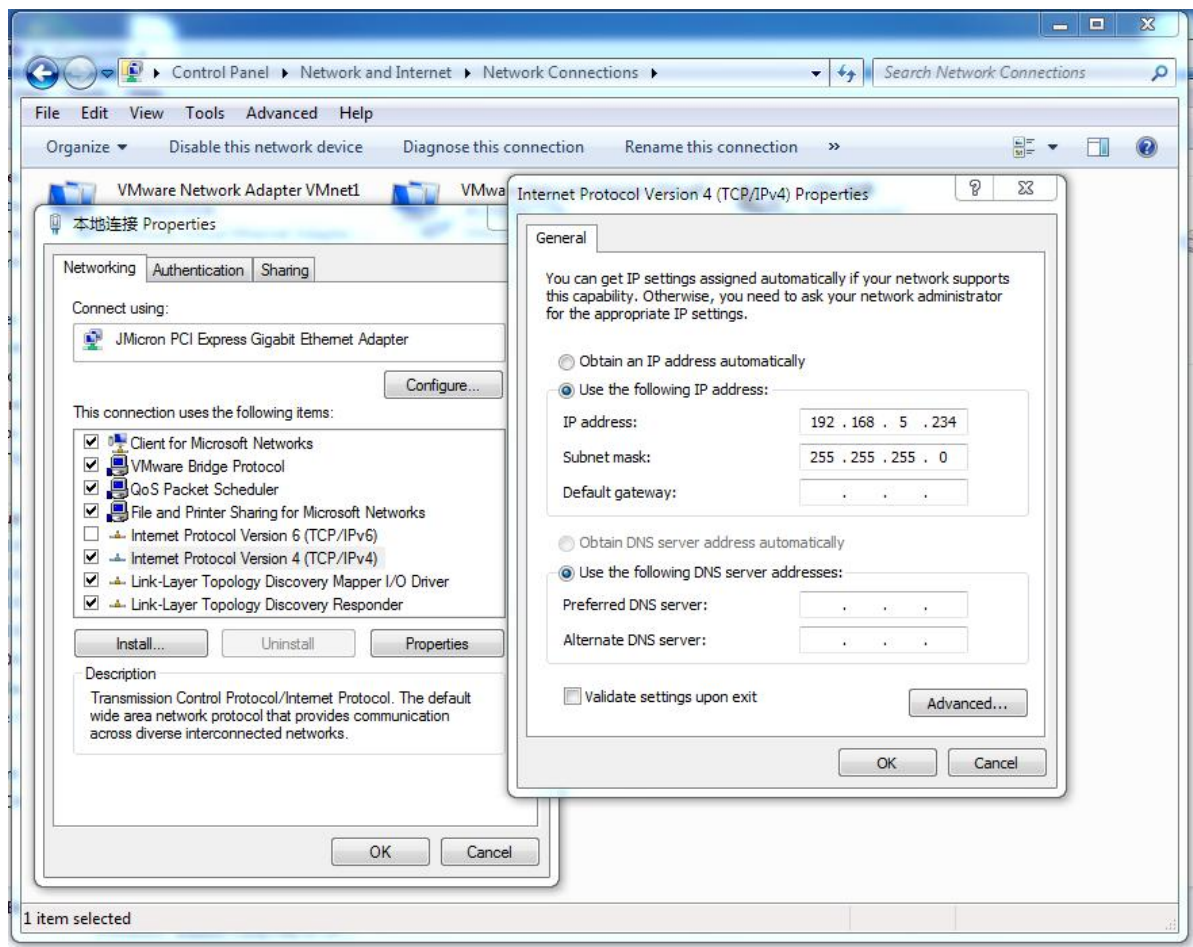 Control Panel ▸ Network and Internet ▸ Network Connections ▸
Search Network Connections
File Edit View Tools Advanced Help
Organize Disable this network device Diagnose this connection Rename this connection »
VMware Network Adapter VMnet1
VMwa
本地连接 Properties
Networking Authentication Sharing
Connect using:
JMicron PCI Express Gigabit Ethernet Adapter
Configure...
This connection uses the following items:
Client for Microsoft Networks
VMware Bridge Protocol
QoS Packet Scheduler
File and Printer Sharing for Microsoft Networks
Internet Protocol Version 6 (TCP/IPv6)
Internet Protocol Version 4 (TCP/IPv4)
Link-Layer Topology Discovery Mapper I/O Driver
Link-Layer Topology Discovery Responder
Install... Uninstall Properties
Description
Transmission Control Protocol/Internet Protocol. The default
wide area network protocol that provides communication
across diverse interconnected networks.
OK Cancel
Internet Protocol Version 4 (TCP/IPv4) Properties
General
You can get IP settings assigned automatically if your network supports
this capability. Otherwise, you need to ask your network administrator
for the appropriate IP settings.
Obtain an IP address automatically
Use the following IP address:
IP address: 192 . 168 . 5 . 234
Subnet mask: 255 . 255 . 255 . 0
Default gateway: . . .
Obtain DNS server address automatically
Use the following DNS server addresses:
Preferred DNS server: . . .
Alternate DNS server: . . .
Validate settings upon exit
Advanced...
OK Cancel
1 item selected